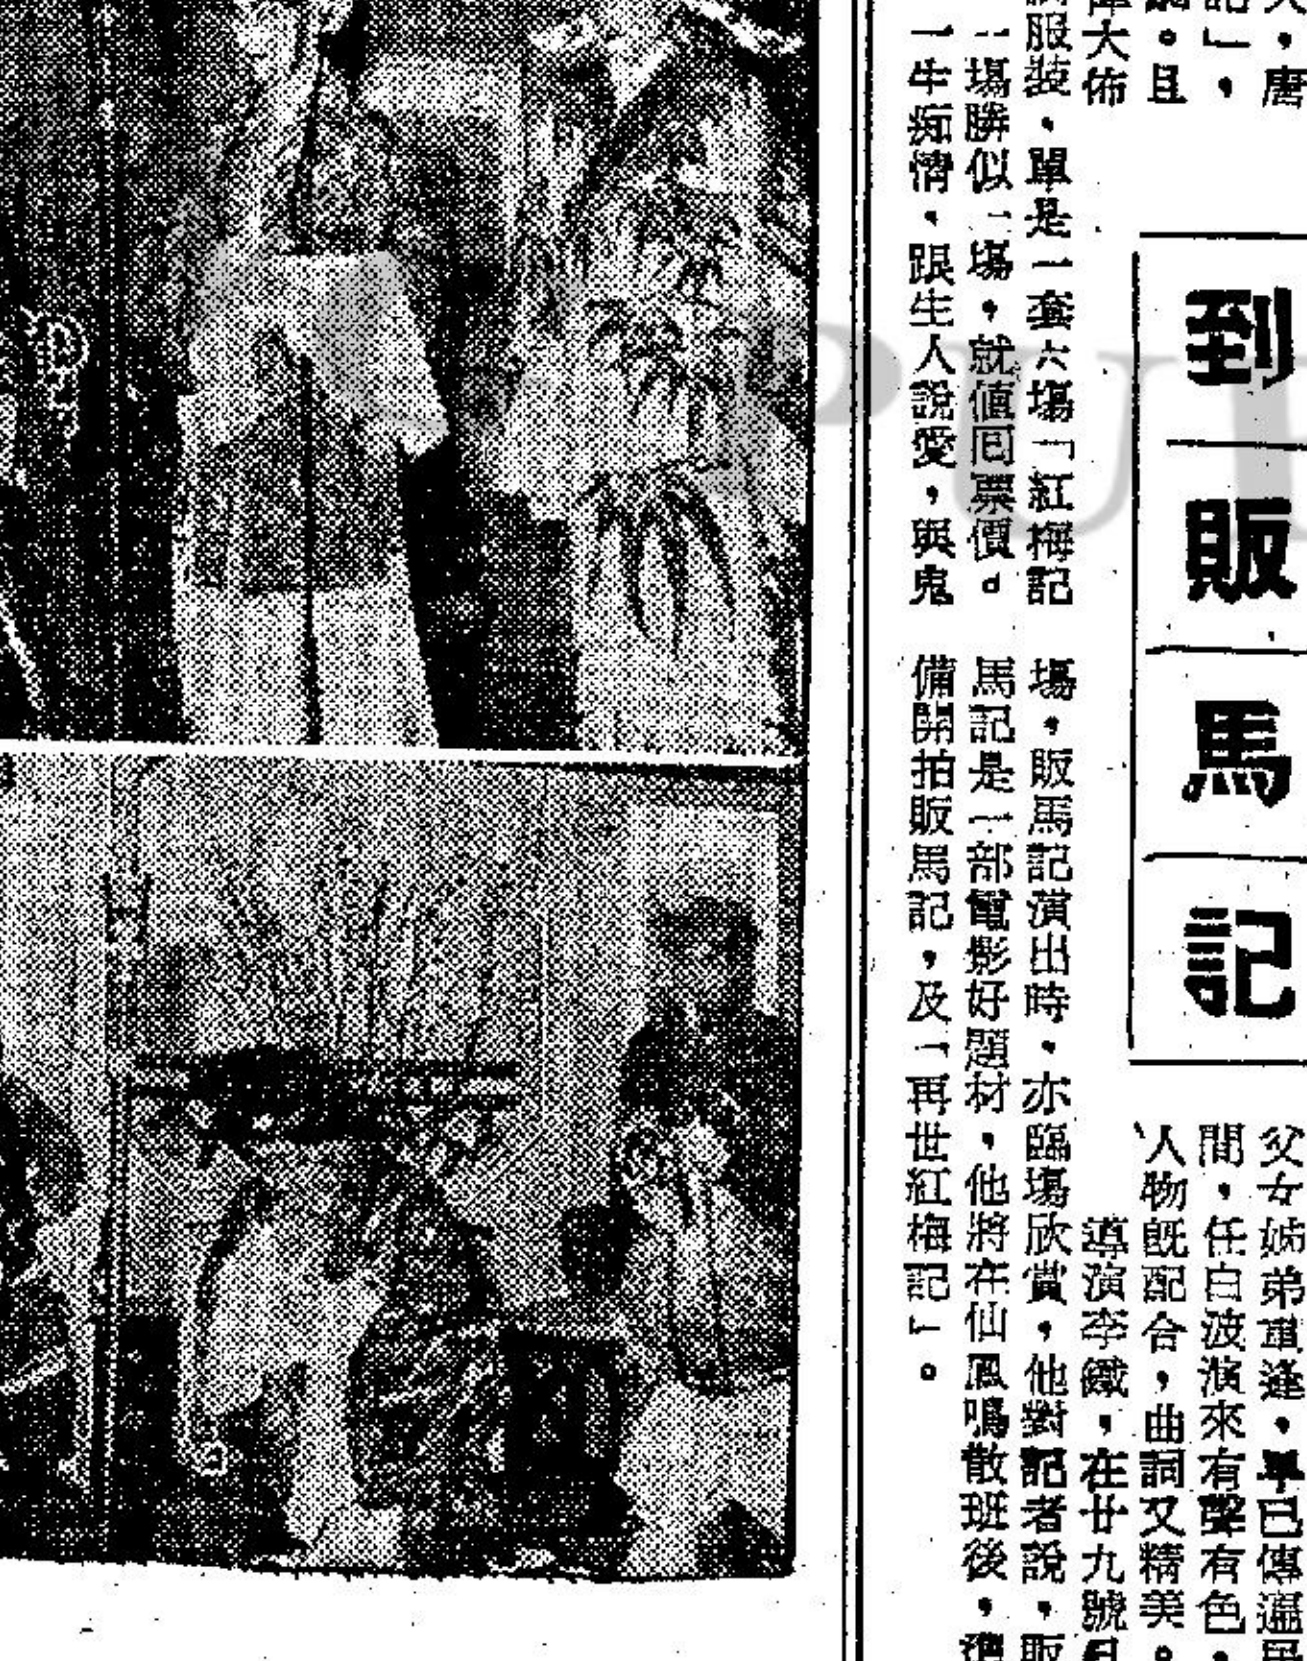 唐
記」，
。且
大佈
服裝，單是一套六場「紅梅記
一場勝似一場，就値回票價。
一生痴情，跟生人說愛，與鬼
到販馬記
父女姊弟重逢，早已傳遍民
間，任白波演來有聲有色，
人物既配合，曲詞又精美。
導演李鐵，在廿九號日
場，販馬記演出時，亦臨場欣賞，他對記者說，販
馬記是一部電影好題材，他將在仙鳳鳴散班後，準
備開拍販馬記，及「再世紅梅記」。